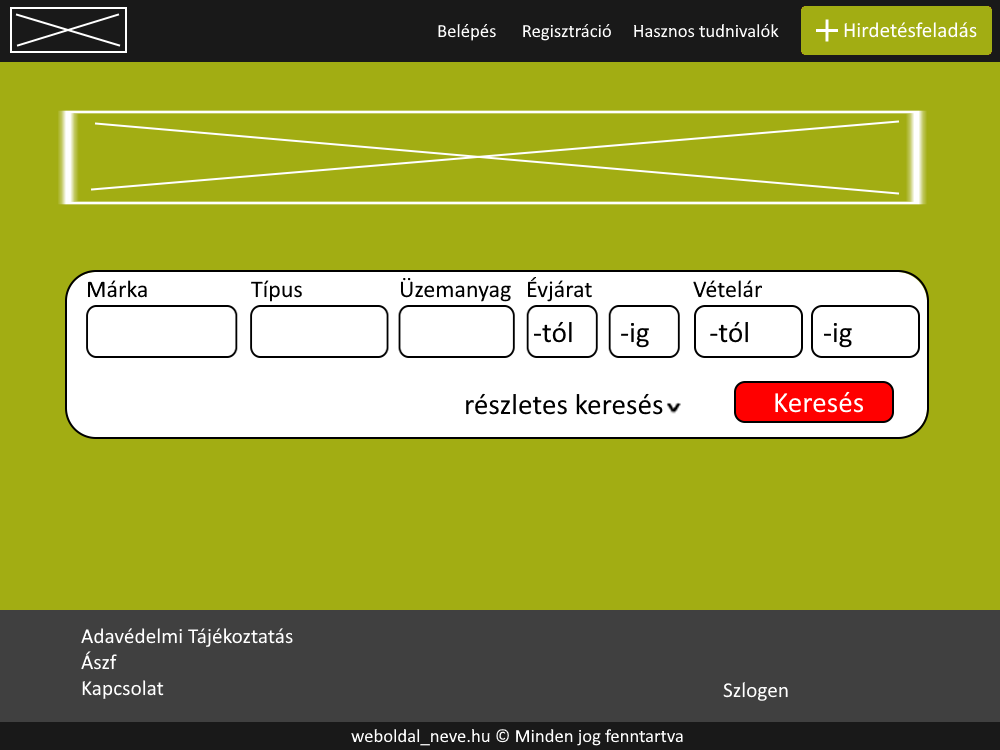 Belépés Regisztráció Hasznos tudnivalók Hirdetésfeladás
Márka Típus Üzemanyag Évjárat Vételár
-tól -ig -tól -ig
részletes keresés Keresés
Adavédelmi Tájékoztatás
Ászf
Kapcsolat
Szlogen
weboldal_neve.hu © Minden jog fenntartva